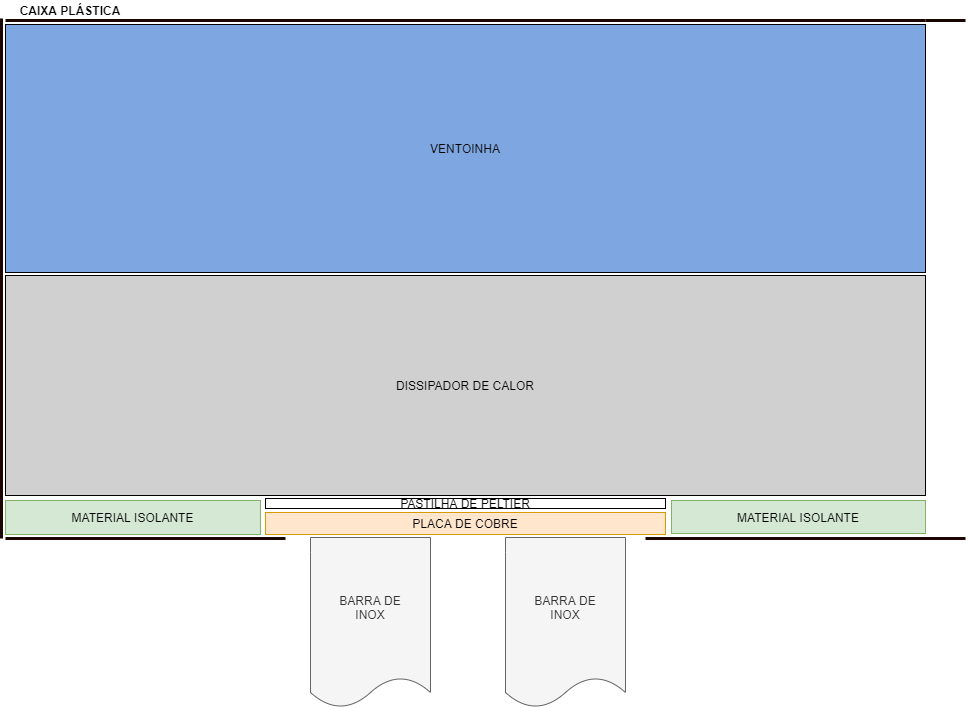 CAIXA PLÁSTICA
VENTOINHA
DISSIPADOR DE CALOR
PASTILHA DE PELTIER
MATERIAL ISOLANTE
PLACA DE COBRE
MATERIAL ISOLANTE
BARRA DE
INOX
BARRA DE
INOX